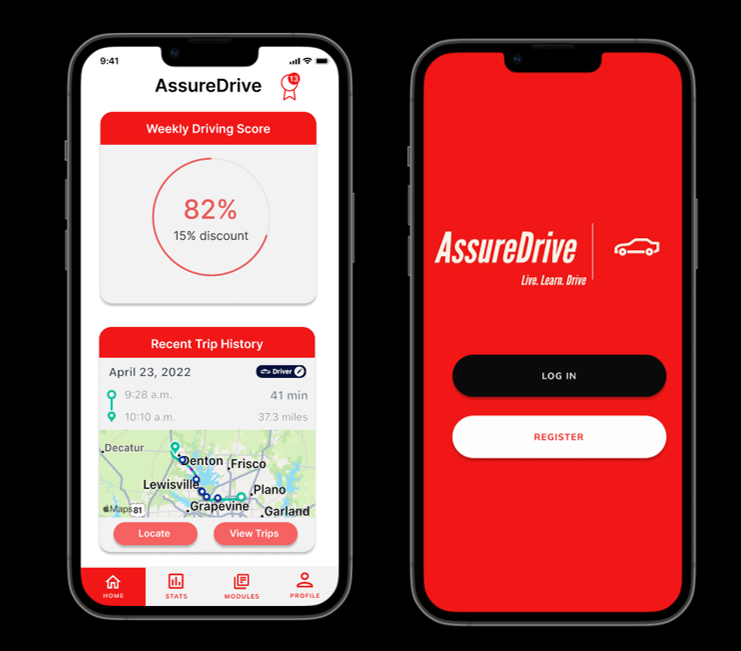 9:41
AssureDrive
13
Weekly Driving Score
82%
15% discount
Recent Trip History
April 23, 2022
Driver
9:28 a.m.
41 min
10:10 a.m.
37.3 miles
Decatur
Denton
Frisco
Lewisville
Plano
Grapevine
Maps
81
Garland
Locate
View Trips
HOME
STATS
MODULES
PROFILE
AssureDrive
Live. Learn. Drive
LOG IN
REGISTER